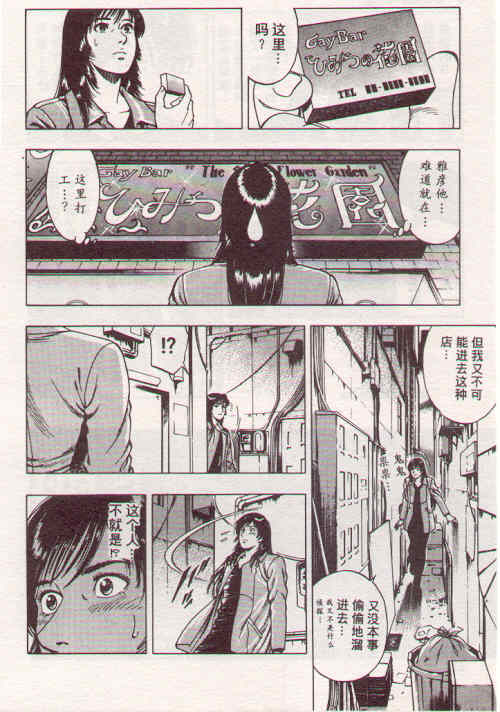 这里…
吗?
Gay Bar
ひみつの花園
TEL
雅彦他…
难道就在…
Gay Bar "The Flower Garden"
ひみつ 花園
这里打
工…?
但我又不可
能进去这种
店…
鬼鬼
祟祟…
又没本事
偷偷地溜
进去…
我又不是什么
侦探…
!?
这个人…
不就是!?